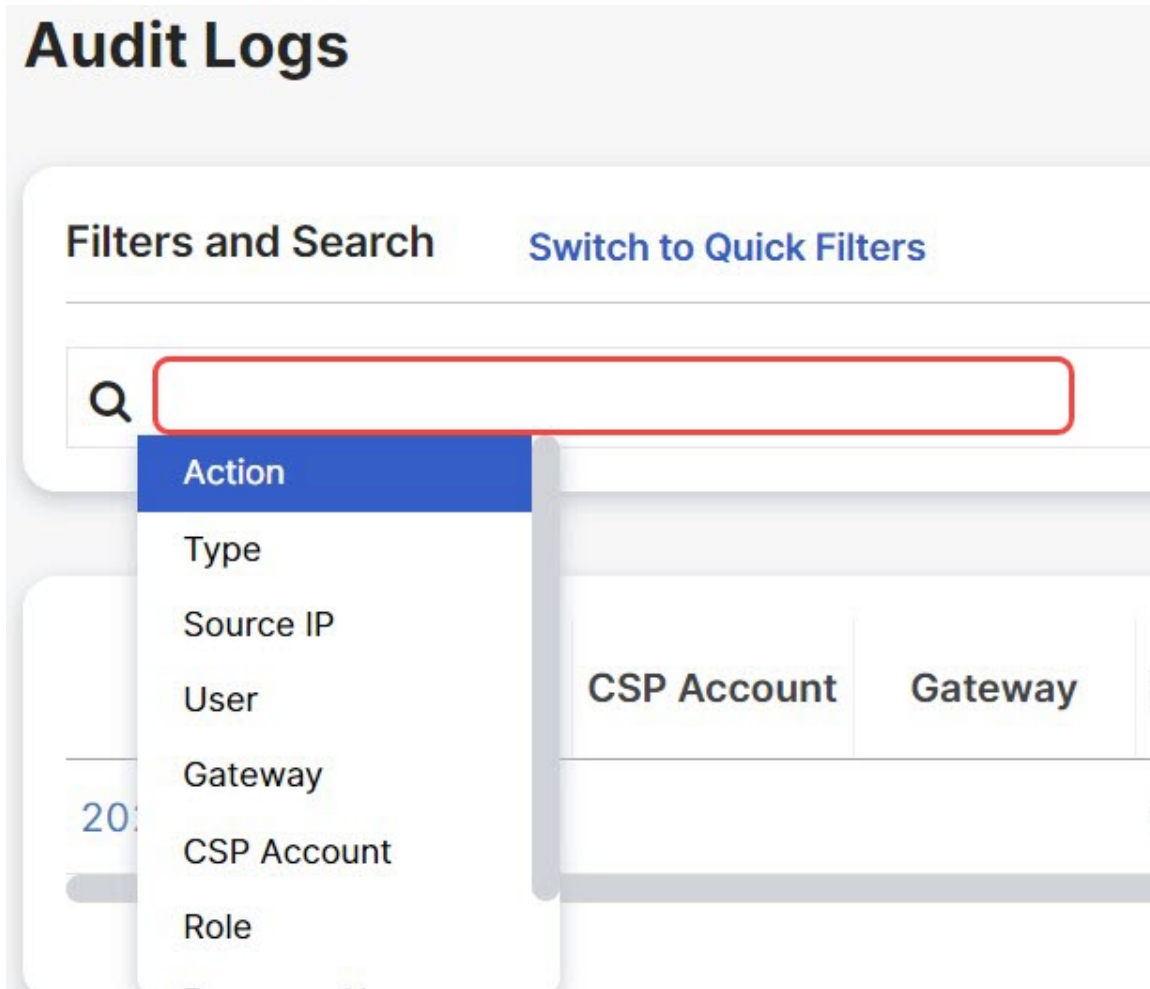 Audit Logs
Filters and Search Switch to Quick Filters
Action
Type
Source IP
User
CSP Account Gateway
Gateway
CSP Account
Role